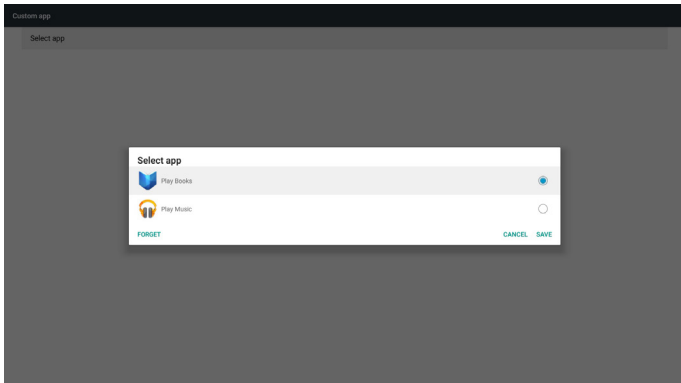 Custom app
Select app
Select app
Play Books
Play Music
FORGET
CANCEL SAVE